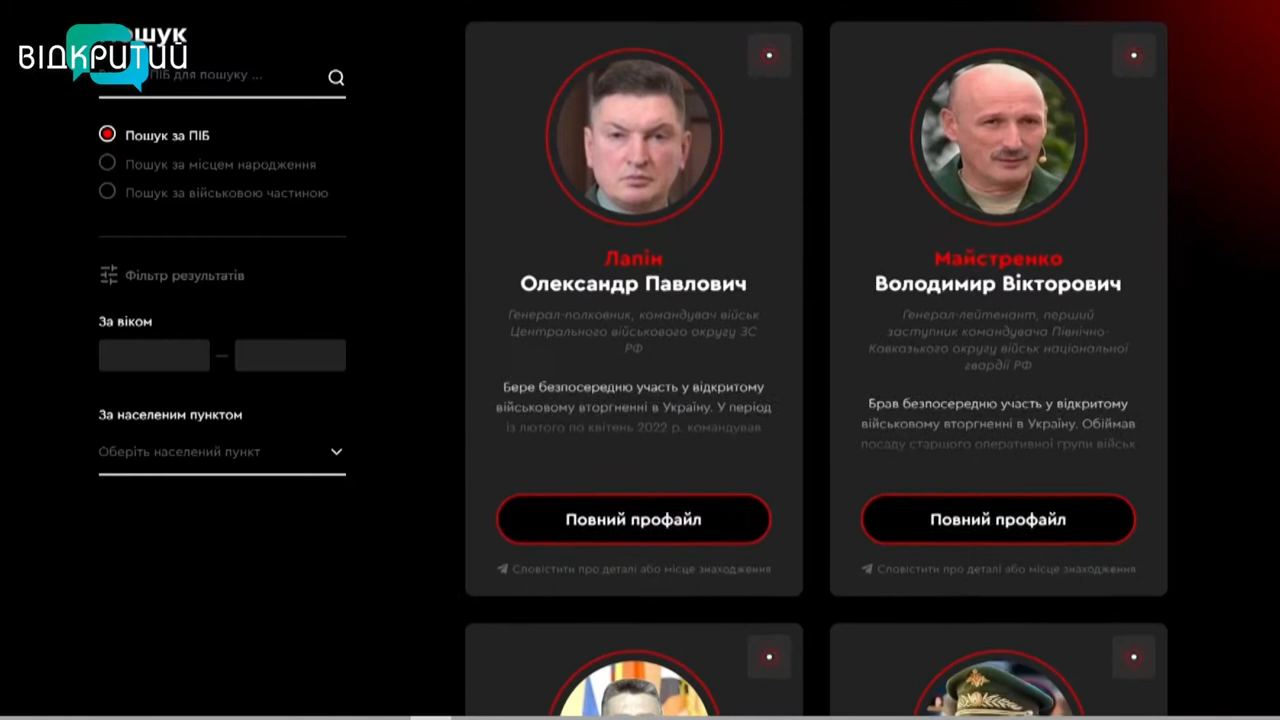 ВІДКРИТИЙ
ПІБ для пошуку ...
Пошук за ПІБ
Пошук за місцем народження
Пошук за військовою частиною
Фільтр результатів
За віком
—
За населеним пунктом
Оберіть населений пункт
Лапін
Олександр Павлович
Генерал-полковник, командувач військ
Центрального військового округу ЗС
РФ
Бере безпосередню участь у відкритому
військовому вторгненні в Україну. У період
із лютого по квітень 2022 р. командував
Повний профайл
Сповістити про деталі або місце знаходження
Майстренко
Володимир Вікторович
Генерал-лейтенант, перший
заступник командувача Північно-
Кавказького округу військ національної
гвардії РФ
Брав безпосередню участь у відкритому
військовому вторгненні в Україну. Обіймав
посаду старшого оперативної групи військ
Повний профайл
Сповістити про деталі або місце знаходження